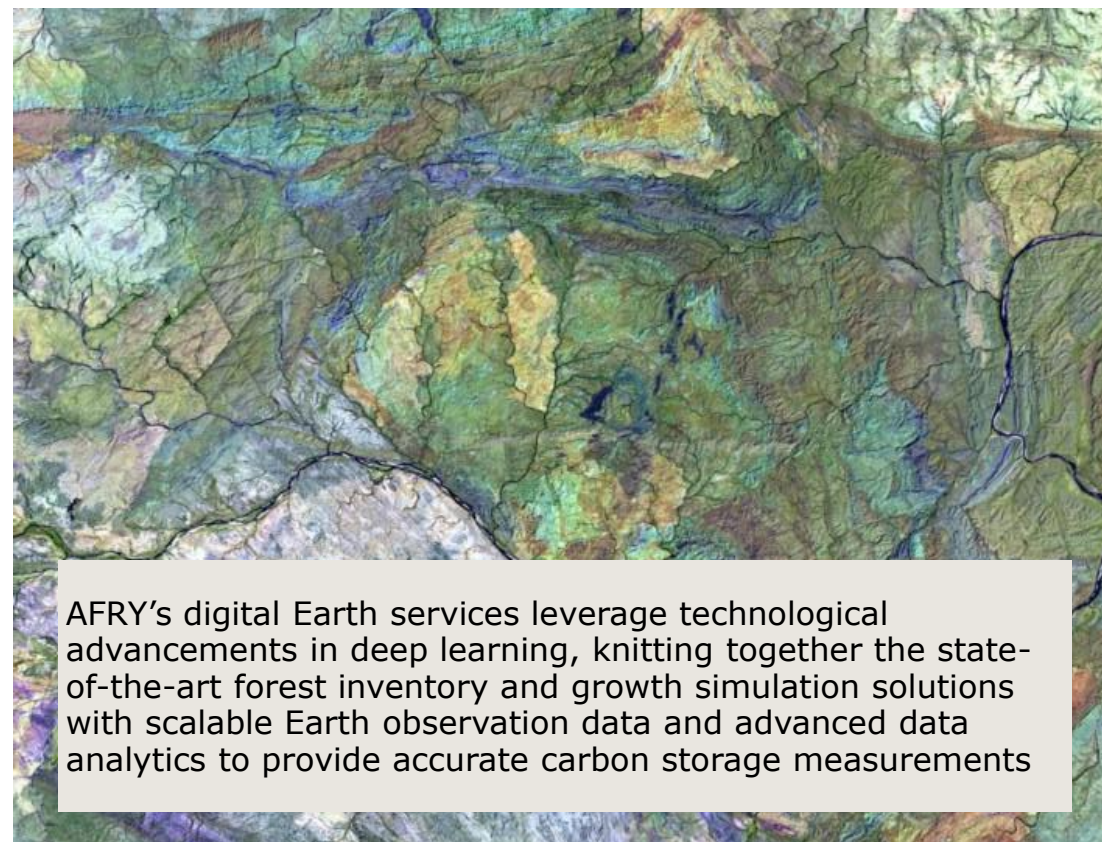 AFRY’s digital Earth services leverage technological
advancements in deep learning, knitting together the state-
of-the-art forest inventory and growth simulation solutions
with scalable Earth observation data and advanced data
analytics to provide accurate carbon storage measurements